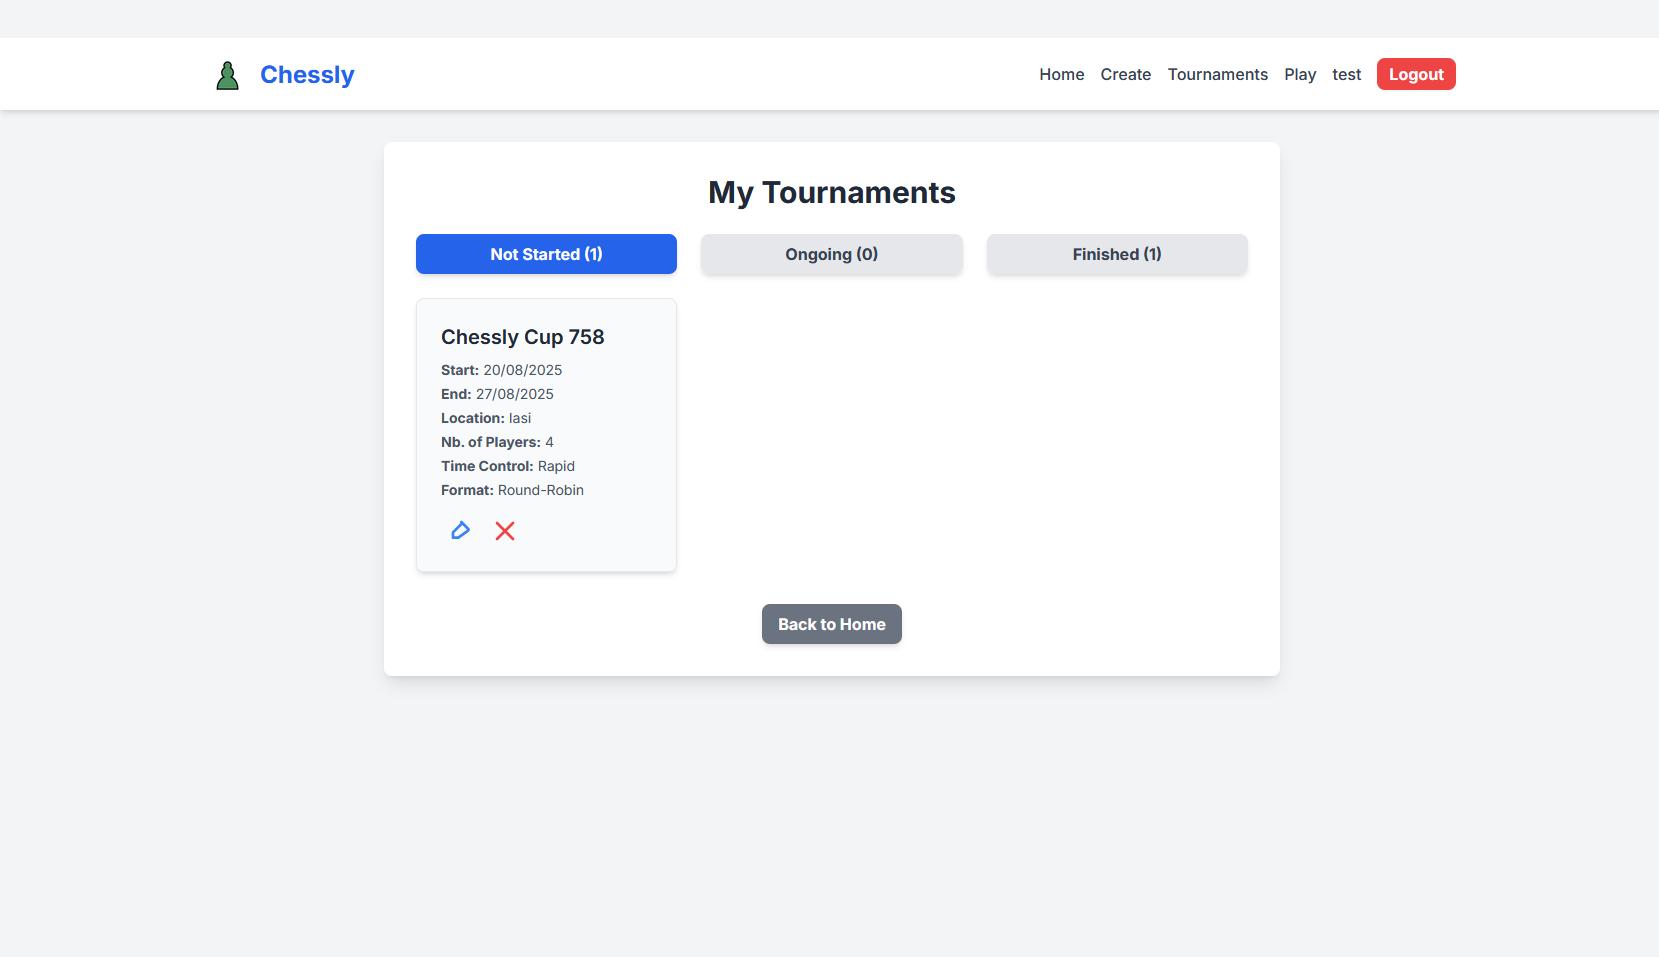 Chessly
Home Create Tournaments Play test Logout
My Tournaments
Not Started (1) Ongoing (0) Finished (1)
Chessly Cup 758
Start: 20/08/2025
End: 27/08/2025
Location: Iasi
Nb. of Players: 4
Time Control: Rapid
Format: Round-Robin
Back to Home